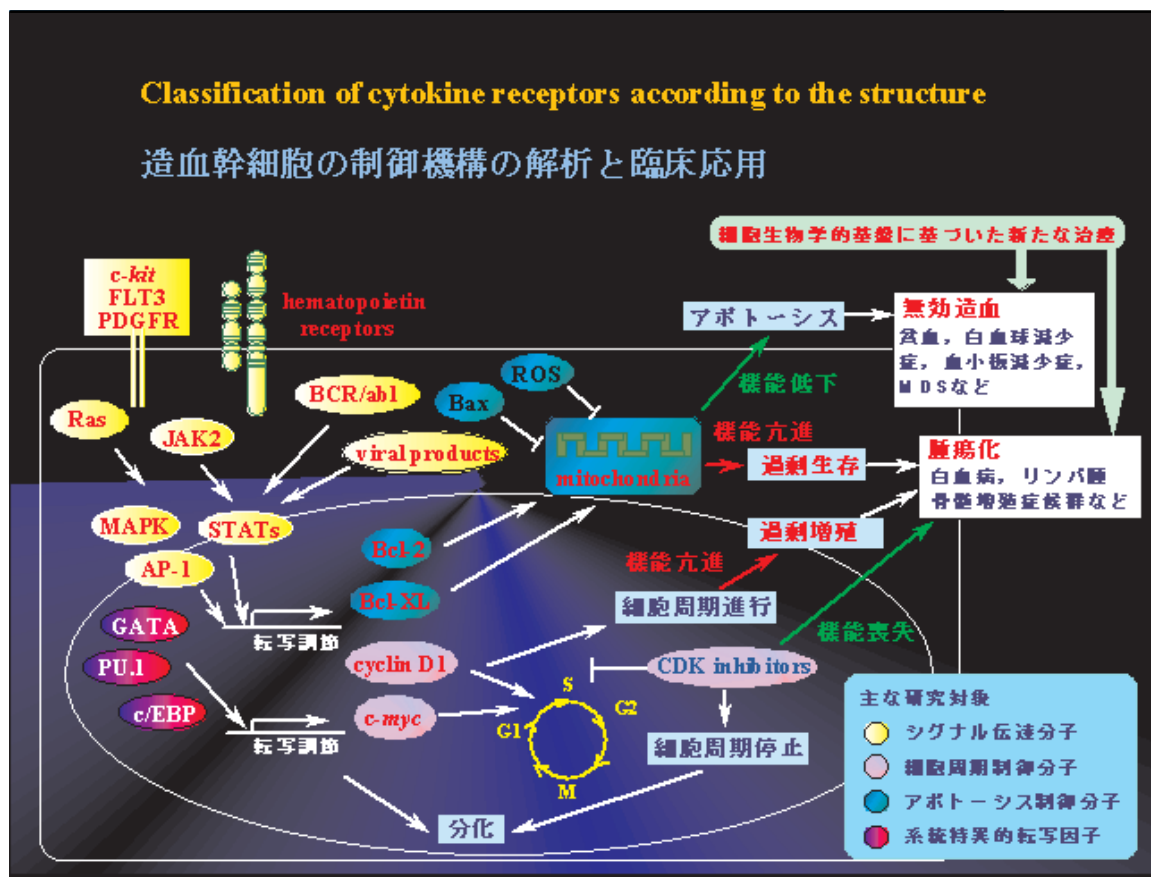 Classification of cytokine receptors according to the structure
造血幹細胞の制御機構の解析と臨床応用
細胞生物学的基盤に基づいた新たな治療
c-kit
FLT3
PDGFR
hematopoietin
receptors
アポトーシス
無効造血
貧血，白血球減少
症，血小板減少症，
MDSなど
機能低下
ROS
Bax
BCR/abl
Ras
JAK2
viral products
mitochondria
機能亢進
過剰生存
腫瘍化
白血病，リンパ腫
骨髄増殖症候群など
MAPK
STATs
AP-1
Bcl-2
Bcl-XL
過剰増殖
機能亢進
細胞周期進行
機能喪失
GATA
PU.1
c/EBP
転写調節
cyclin D1
c-myc
転写調節
CDK inhibitors
S
G2
G1
M
細胞周期停止
分化
主な研究対象
シグナル伝達分子
細胞周期制御分子
アポトーシス制御分子
系統特異的転写因子